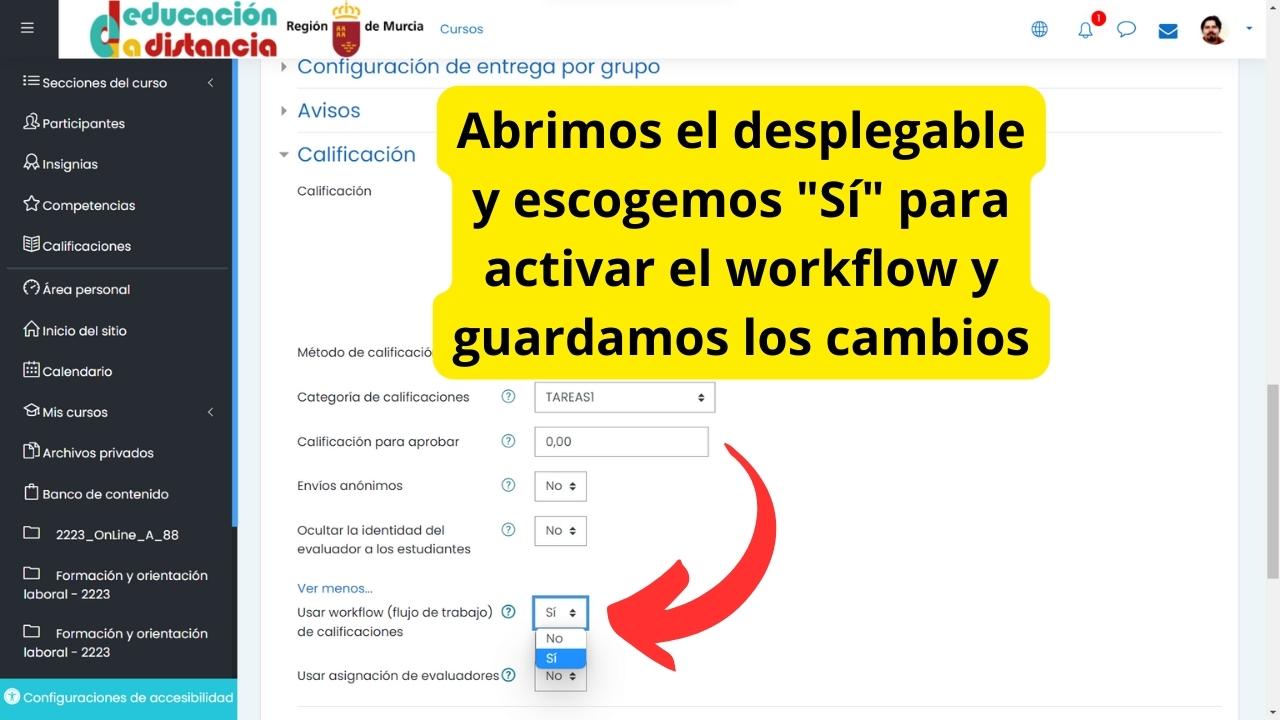 educación
a distancia
Región de Murcia
Cursos
1
Secciones del curso
Participantes
Insignias
Competencias
Calificaciones
Área personal
Inicio del sitio
Calendario
Mis cursos
Archivos privados
Banco de contenido
2223_OnLine_A_88
Formación y orientación
laboral - 2223
Formación y orientación
laboral - 2223
Configuraciones de accesibilidad
Configuración de entrega por grupo
Avisos
Calificación
Calificación
Abrimos el desplegable
y escogemos "Sí" para
activar el workflow y
guardamos los cambios
Método de calificació
Categoría de calificaciones ? TAREAS1
Calificación para aprobar ? 0,00
Envíos anónimos ? No
Ocultar la identidad del ? No
evaluador a los estudiantes
Ver menos...
Usar workflow (flujo de trabajo) ? Sí
de calificaciones
No
Sí
Usar asignación de evaluadores ? No